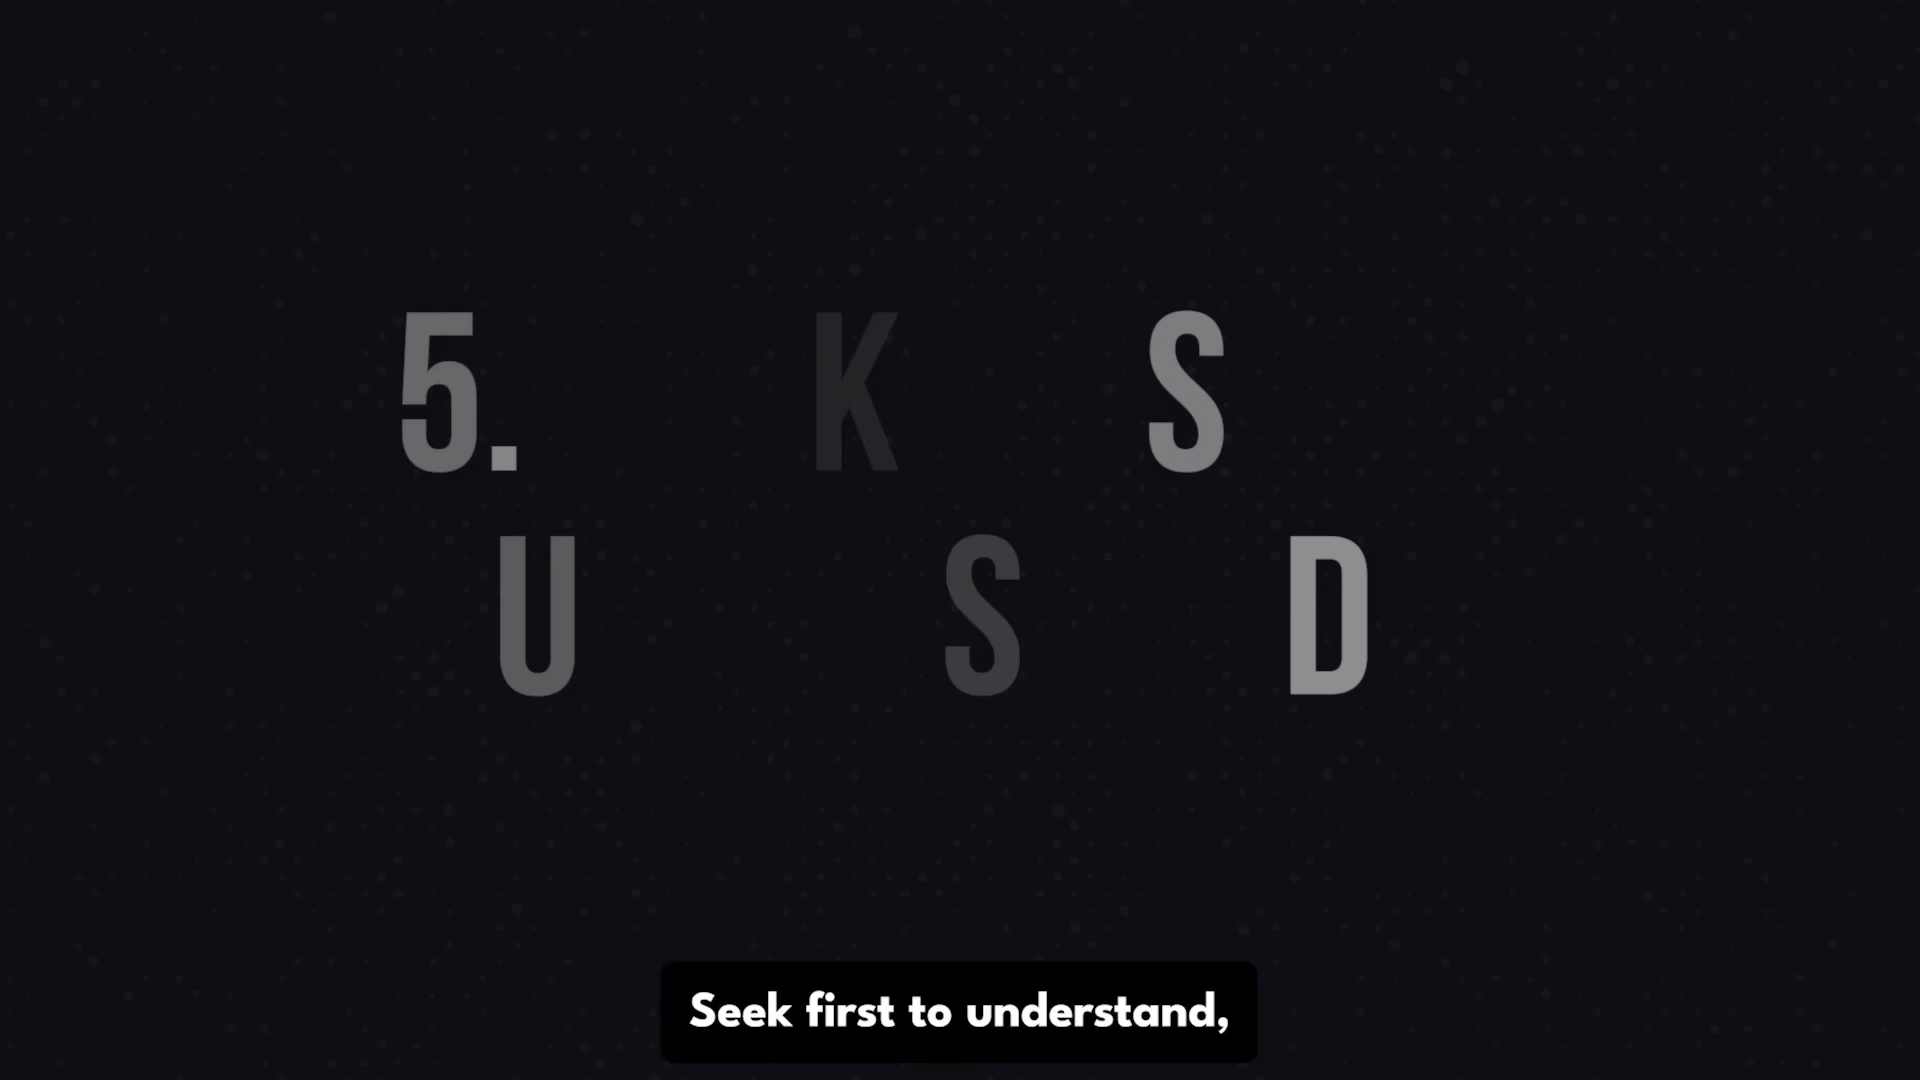 5. K S
U S D
Seek first to understand,